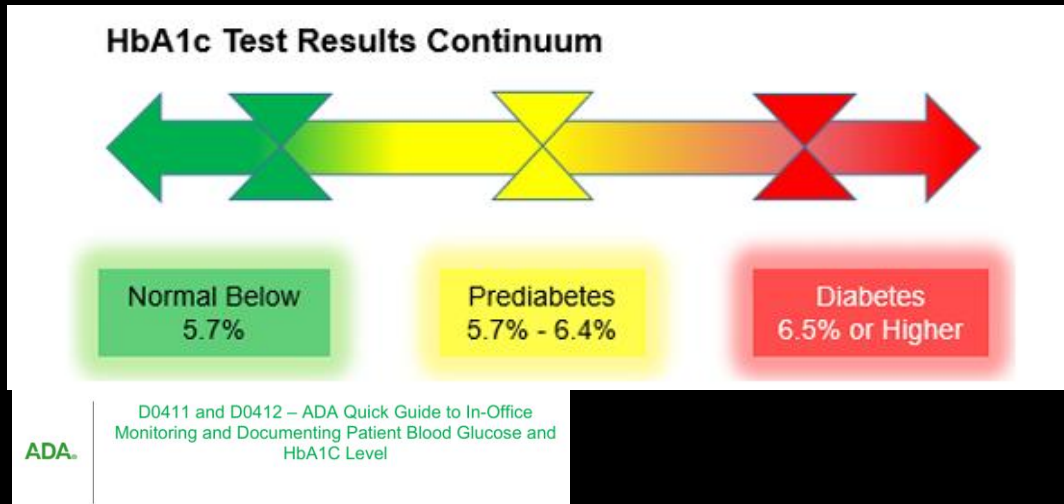 HbA1c Test Results Continuum
Normal Below
5.7%
Prediabetes
5.7% - 6.4%
Diabetes
6.5% or Higher
D0411 and D0412 – ADA Quick Guide to In-Office
Monitoring and Documenting Patient Blood Glucose and
HbA1C Level
ADA®